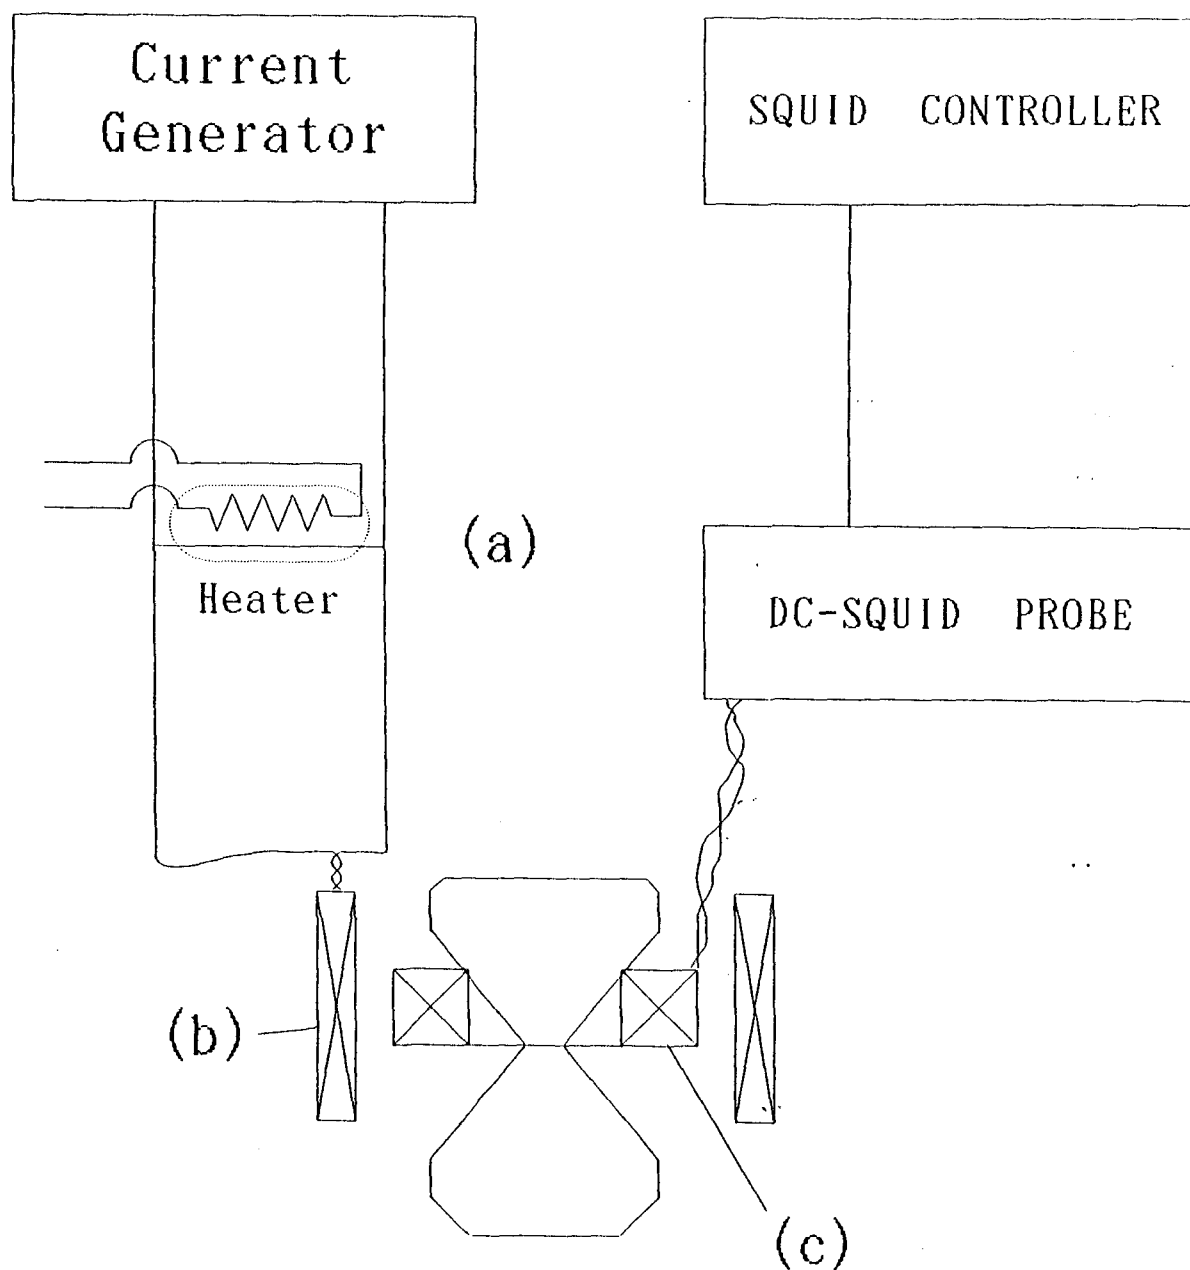 Current
Generator
SQUID CONTROLLER
(a)
Heater
DC-SQUID PROBE
(b)
(c)